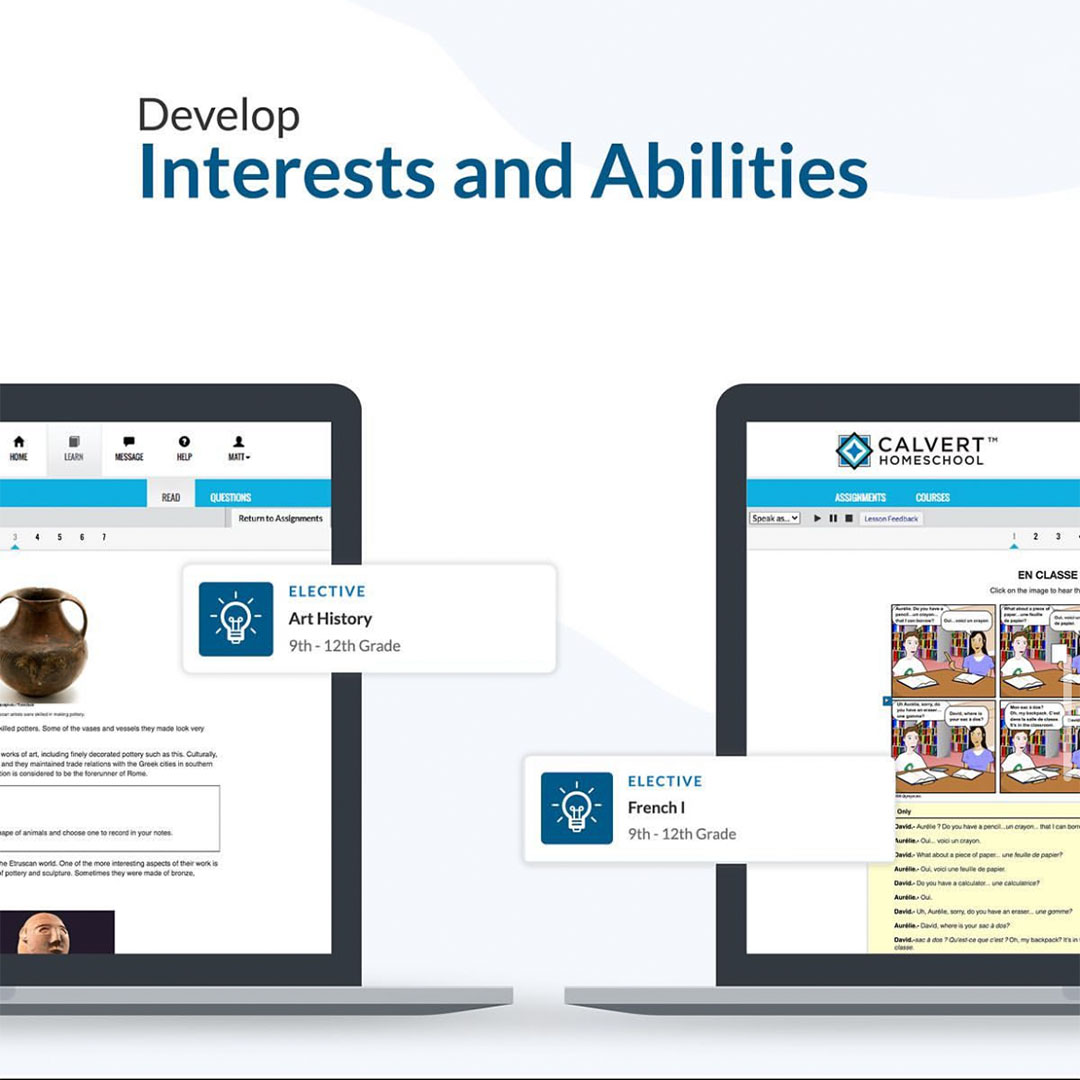 Develop
Interests and Abilities
HOME
LEARN
MESSAGE
HELP
MATT
READ
QUESTIONS
Return to Assignments
3 4 5 6 7
artists were skilled in making pottery.
killed potters. Some of the vases and vessels they made look very
works of art, including finely decorated pottery such as this. Culturally,
and they maintained trade relations with the Greek cities in southern
tion is considered to be the forerunner of Rome.
hape of animals and choose one to record in your notes.
he Etruscan world. One of the more interesting aspects of their work is
of pottery and sculpture. Sometimes they were made of bronze,
ELECTIVE
Art History
9th - 12th Grade
CALVERT™
HOMESCHOOL
ASSIGNMENTS
COURSES
Speak as...
Lesson Feedback
1 2 3
EN CLASSE
Click on the image to hear th
Aurélie. Do you have a
pencil...un crayon...
that I can borrow?
Oui...voici un crayon.
What about a piece of
paper...une feuille
de papier?
Oui, voici un
de papier.
Uh Aurélie, sorry, do
you have an eraser...
une gomme?
David, where is
your sac à dos?
Mon sac à dos?
Oh, my backpack. C'est
dans la salle de classe.
It's in the classroom.
David
ELECTIVE
French I
9th - 12th Grade
Only
David.- Aurélie ? Do you have a pencil...un crayon... that I can borr
Aurélie.- Oui... voici un crayon.
David.- What about a piece of paper... une feuille de papier?
Aurélie.- Oui, voici une feuille de papier.
David.- Do you have a calculator... une calculatrice?
Aurélie.- Oui.
David.- Uh, Aurélie, sorry, do you have an eraser... une gomme?
Aurélie.- David, where is your sac à dos?
David.-sac à dos ? Qu'est-ce que c'est ? Oh, my backpack? It's in
classe.